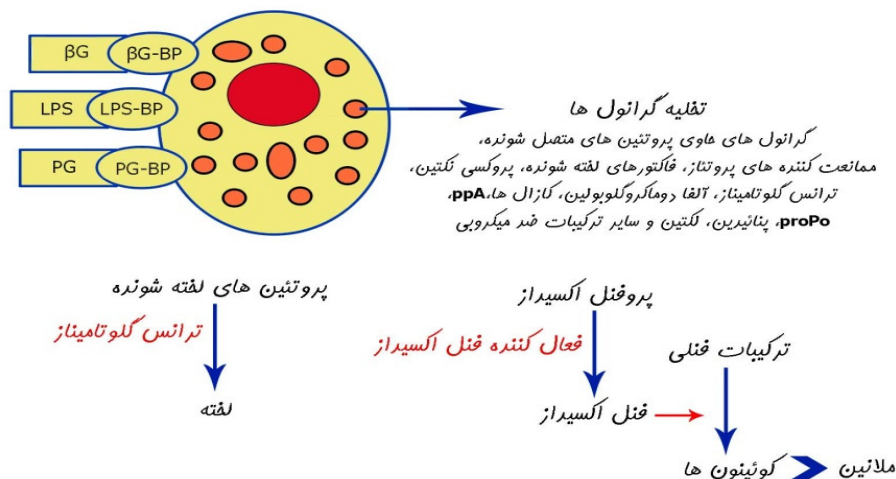 βG βG-BP
LPS LPS-BP
PG PG-BP
تخلیه گرانول ها
گرانول های حاوی پروتئین های متصل شونده،
ممانعت کننده های پروتئاز، فاکتورهای لخته شونده، پروکسی نکتین،
ترانس گلوتامیناز، آلفا دوماکروگلوبولین، کازال ها، ppA،
proPo، پنائیرین، لکتین و سایر ترکیبات ضد میکروبی
پروتئین های لخته شونده
ترانس گلوتامیناز
لخته
پروفنل اکسیداز
فعال کننده فنل اکسیداز
فنل اکسیداز
ترکیبات فنلی
کوئینون ها
ملانین